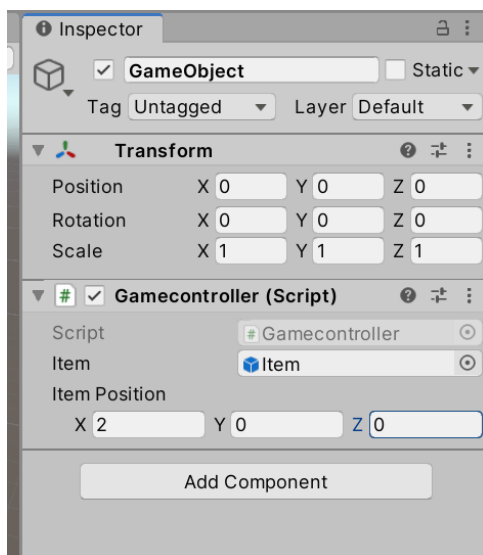 Inspector
GameObject Static
Tag Untagged Layer Default
Transform
Position X 0 Y 0 Z 0
Rotation X 0 Y 0 Z 0
Scale X 1 Y 1 Z 1
# Gamecontroller (Script)
Script # Gamecontroller
Item Item
Item Position
X 2 Y 0 Z 0
Add Component